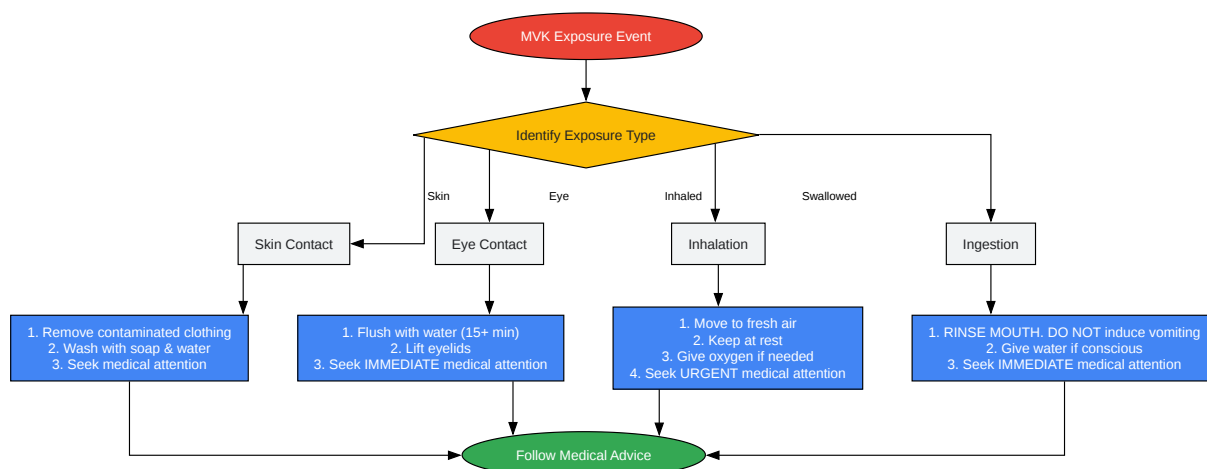 MVK Exposure Event
Identify Exposure Type
Skin
Eye
Inhaled
Swallowed
Skin Contact
Eye Contact
Inhalation
Ingestion
1. Remove contaminated clothing
2. Wash with soap & water
3. Seek medical attention
1. Flush with water (15+ min)
2. Lift eyelids
3. Seek IMMEDIATE medical attention
1. Move to fresh air
2. Keep at rest
3. Give oxygen if needed
4. Seek URGENT medical attention
1. RINSE MOUTH. DO NOT induce vomiting
2. Give water if conscious
3. Seek IMMEDIATE medical attention
Follow Medical Advice